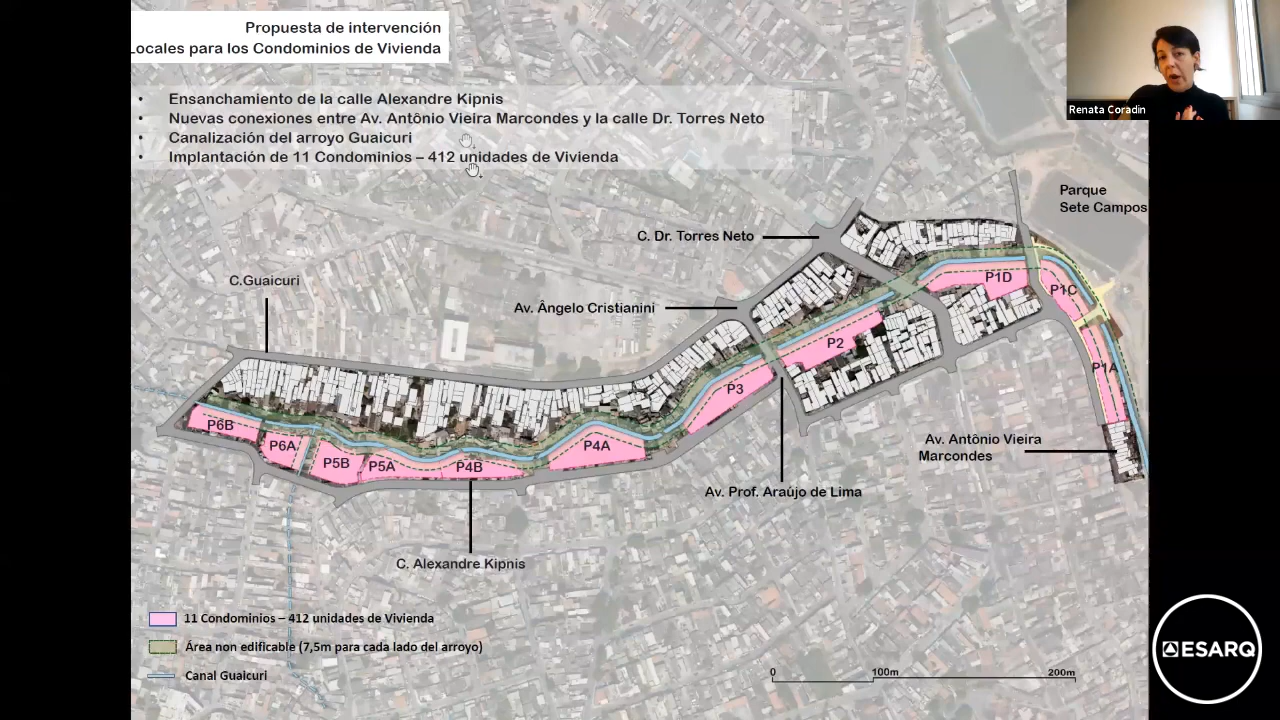 Propuesta de intervención
Locales para los Condominios de Vivienda
• Ensanchamiento de la calle Alexandre Kipnis
• Nuevas conexiones entre Av. Antônio Vieira Marcondes y la calle Dr. Torres Neto
• Canalización del arroyo Guaicuri
• Implantación de 11 Condominios – 412 unidades de Vivienda
Renata Coradin
Parque
Sete Campos
C. Dr. Torres Neto
C.Guaicuri
Av. Ângelo Cristianini
P1D
P1C
P2
P1A
P3
P6B
P6A
P5B
P5A
P4B
P4A
Av. Antônio Vieira
Marcondes
Av. Prof. Araújo de Lima
C. Alexandre Kipnis
11 Condominios – 412 unidades de Vivienda
Área non edificable (7,5m para cada lado del arroyo)
Canal Guaicuri
0 100m 200m
ESARQ